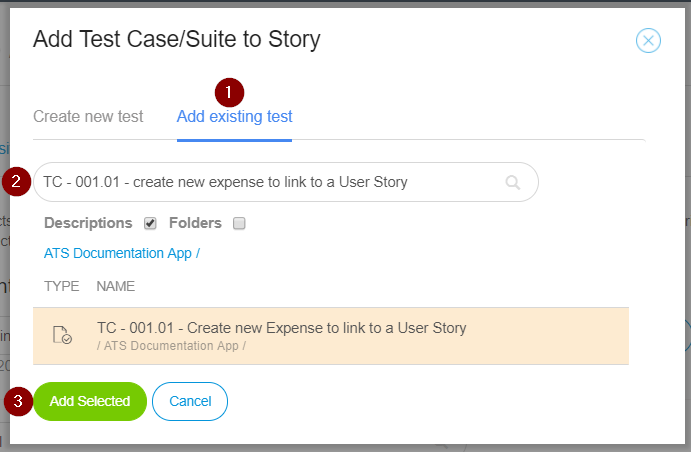 Add Test Case/Suite to Story
1
Create new test Add existing test
2 TC - 001.01 - create new expense to link to a User Story
Descriptions Folders
ATS Documentation App /
TYPE NAME
TC - 001.01 - Create new Expense to link to a User Story
/ ATS Documentation App /
3 Add Selected Cancel